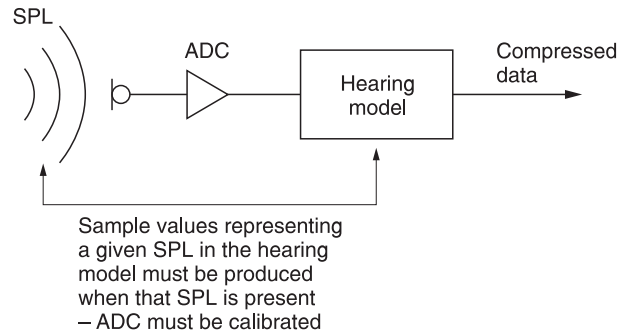 SPL
ADC
Hearing
model
Compressed
data
Sample values representing
a given SPL in the hearing
model must be produced
when that SPL is present
– ADC must be calibrated